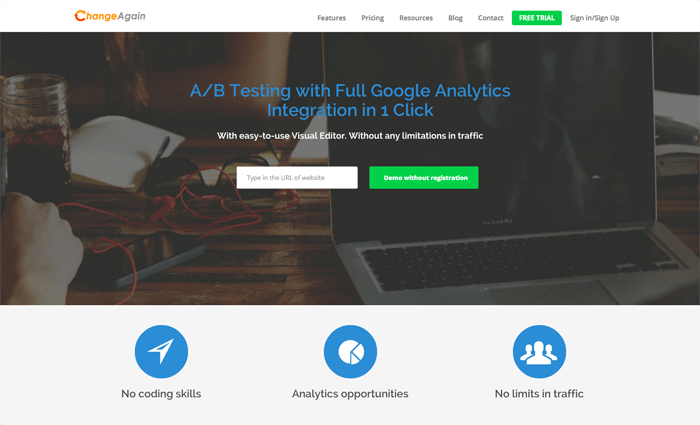 ChangeAgain
Features Pricing Resources Blog Contact FREE TRIAL Sign in/Sign Up
A/B Testing with Full Google Analytics
Integration in 1 Click
With easy-to-use Visual Editor. Without any limitations in traffic
Type in the URL of website
Demo without registration
MacBook Pro
No coding skills
Analytics opportunities
No limits in traffic